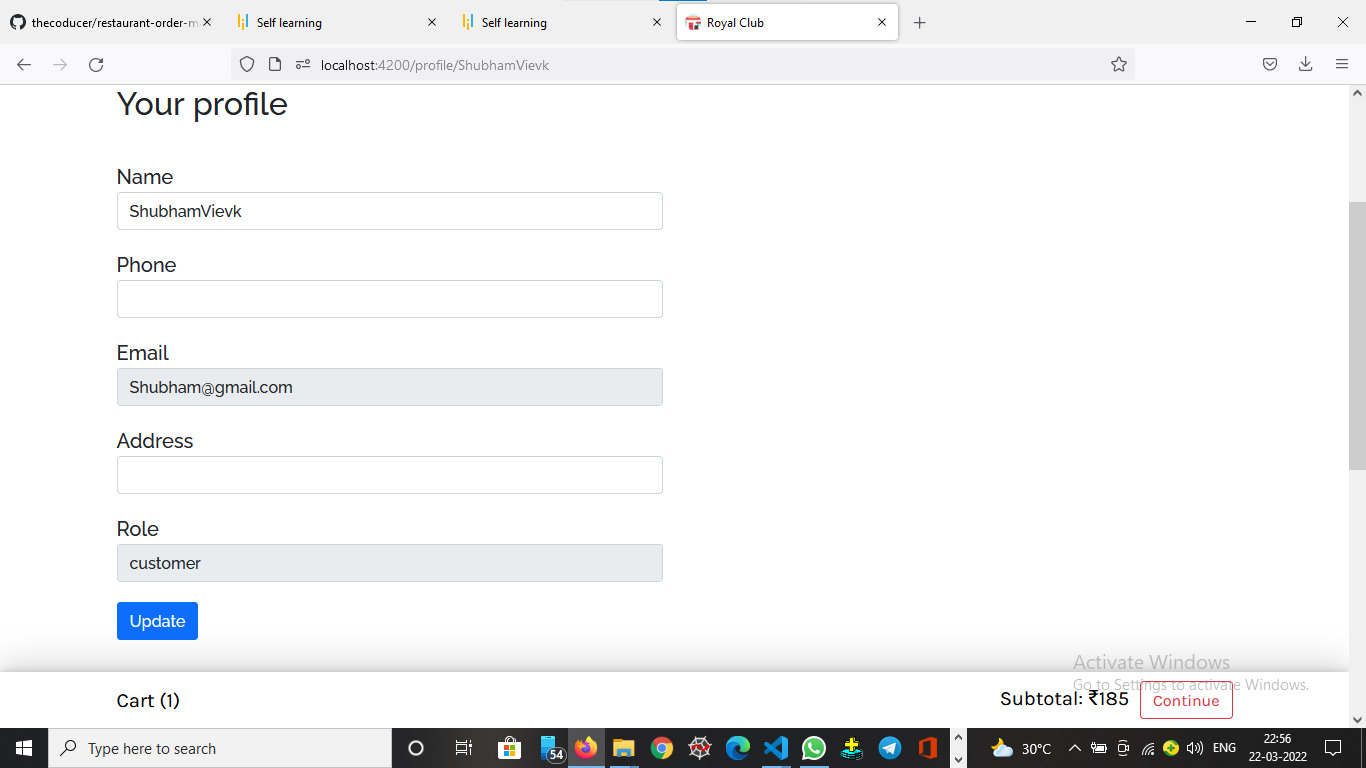 thecoducer/restaurant-order-m
Self learning
Self learning
Royal Club
localhost:4200/profile/ShubhamVievk
Your profile
Name
ShubhamVievk
Phone
Email
Shubham@gmail.com
Address
Role
customer
Update
Activate Windows
Go to Settings to activate Windows.
Cart (1)
Subtotal: ₹185
Continue
Type here to search
54
30°C
ENG
22:56
22-03-2022